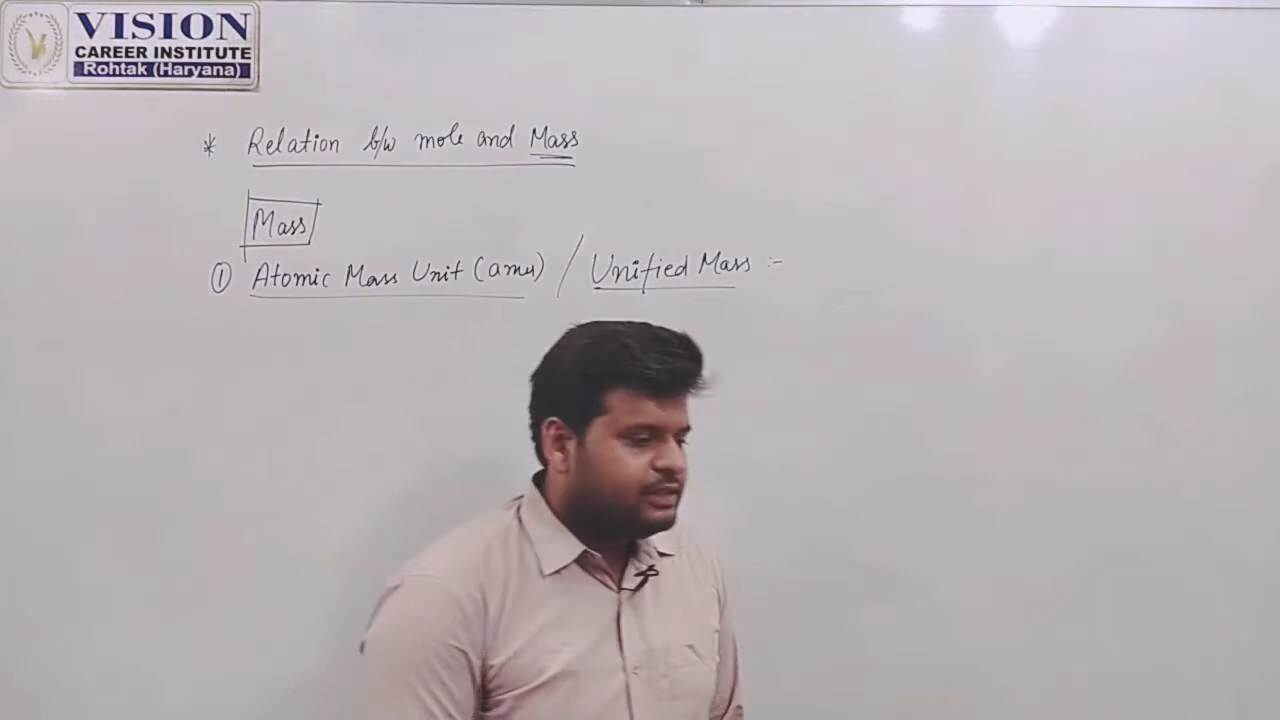 VISION
CAREER INSTITUTE
Rohtak (Haryana)
* Relation b/w mole and Mass
Mass
① Atomic Mass Unit (amu) / Unified Mass :-